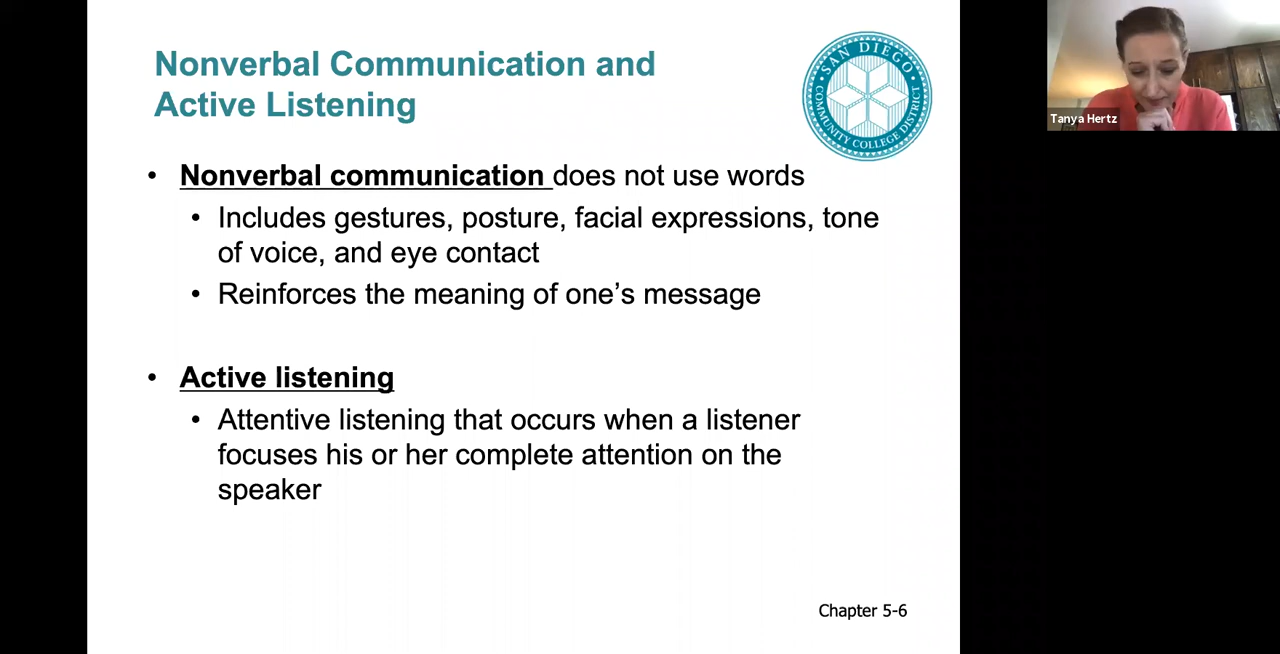 Nonverbal Communication and
Active Listening
SAN DIEGO
COMMUNITY COLLEGE DISTRICT
Tanya Hertz
• Nonverbal communication does not use words
• Includes gestures, posture, facial expressions, tone
of voice, and eye contact
• Reinforces the meaning of one’s message
• Active listening
• Attentive listening that occurs when a listener
focuses his or her complete attention on the
speaker
Chapter 5-6